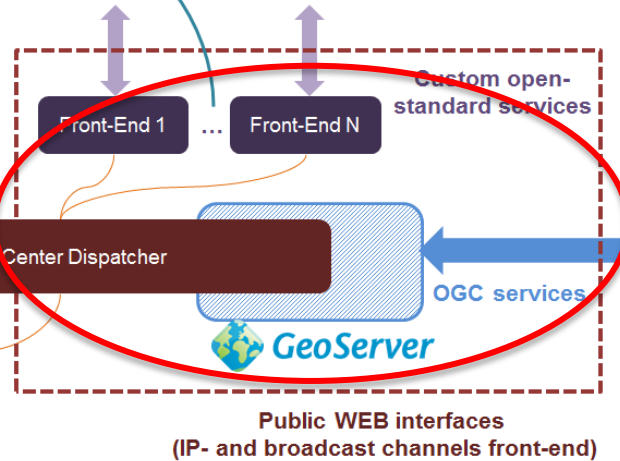 Custom open-
standard services
Front-End 1
...
Front-End N
Center Dispatcher
OGC services
GeoServer
Public WEB interfaces
(IP- and broadcast channels front-end)